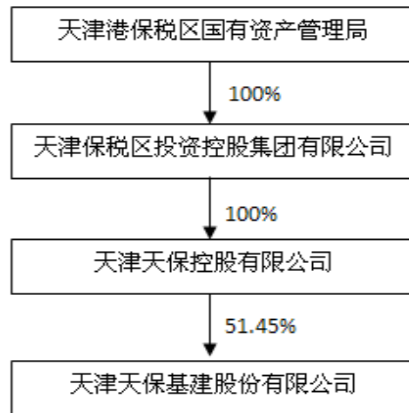 天津港保税区国有资产管理局
100%
天津保税区投资控股集团有限公司
100%
天津天保控股有限公司
51.45%
天津天保基建股份有限公司